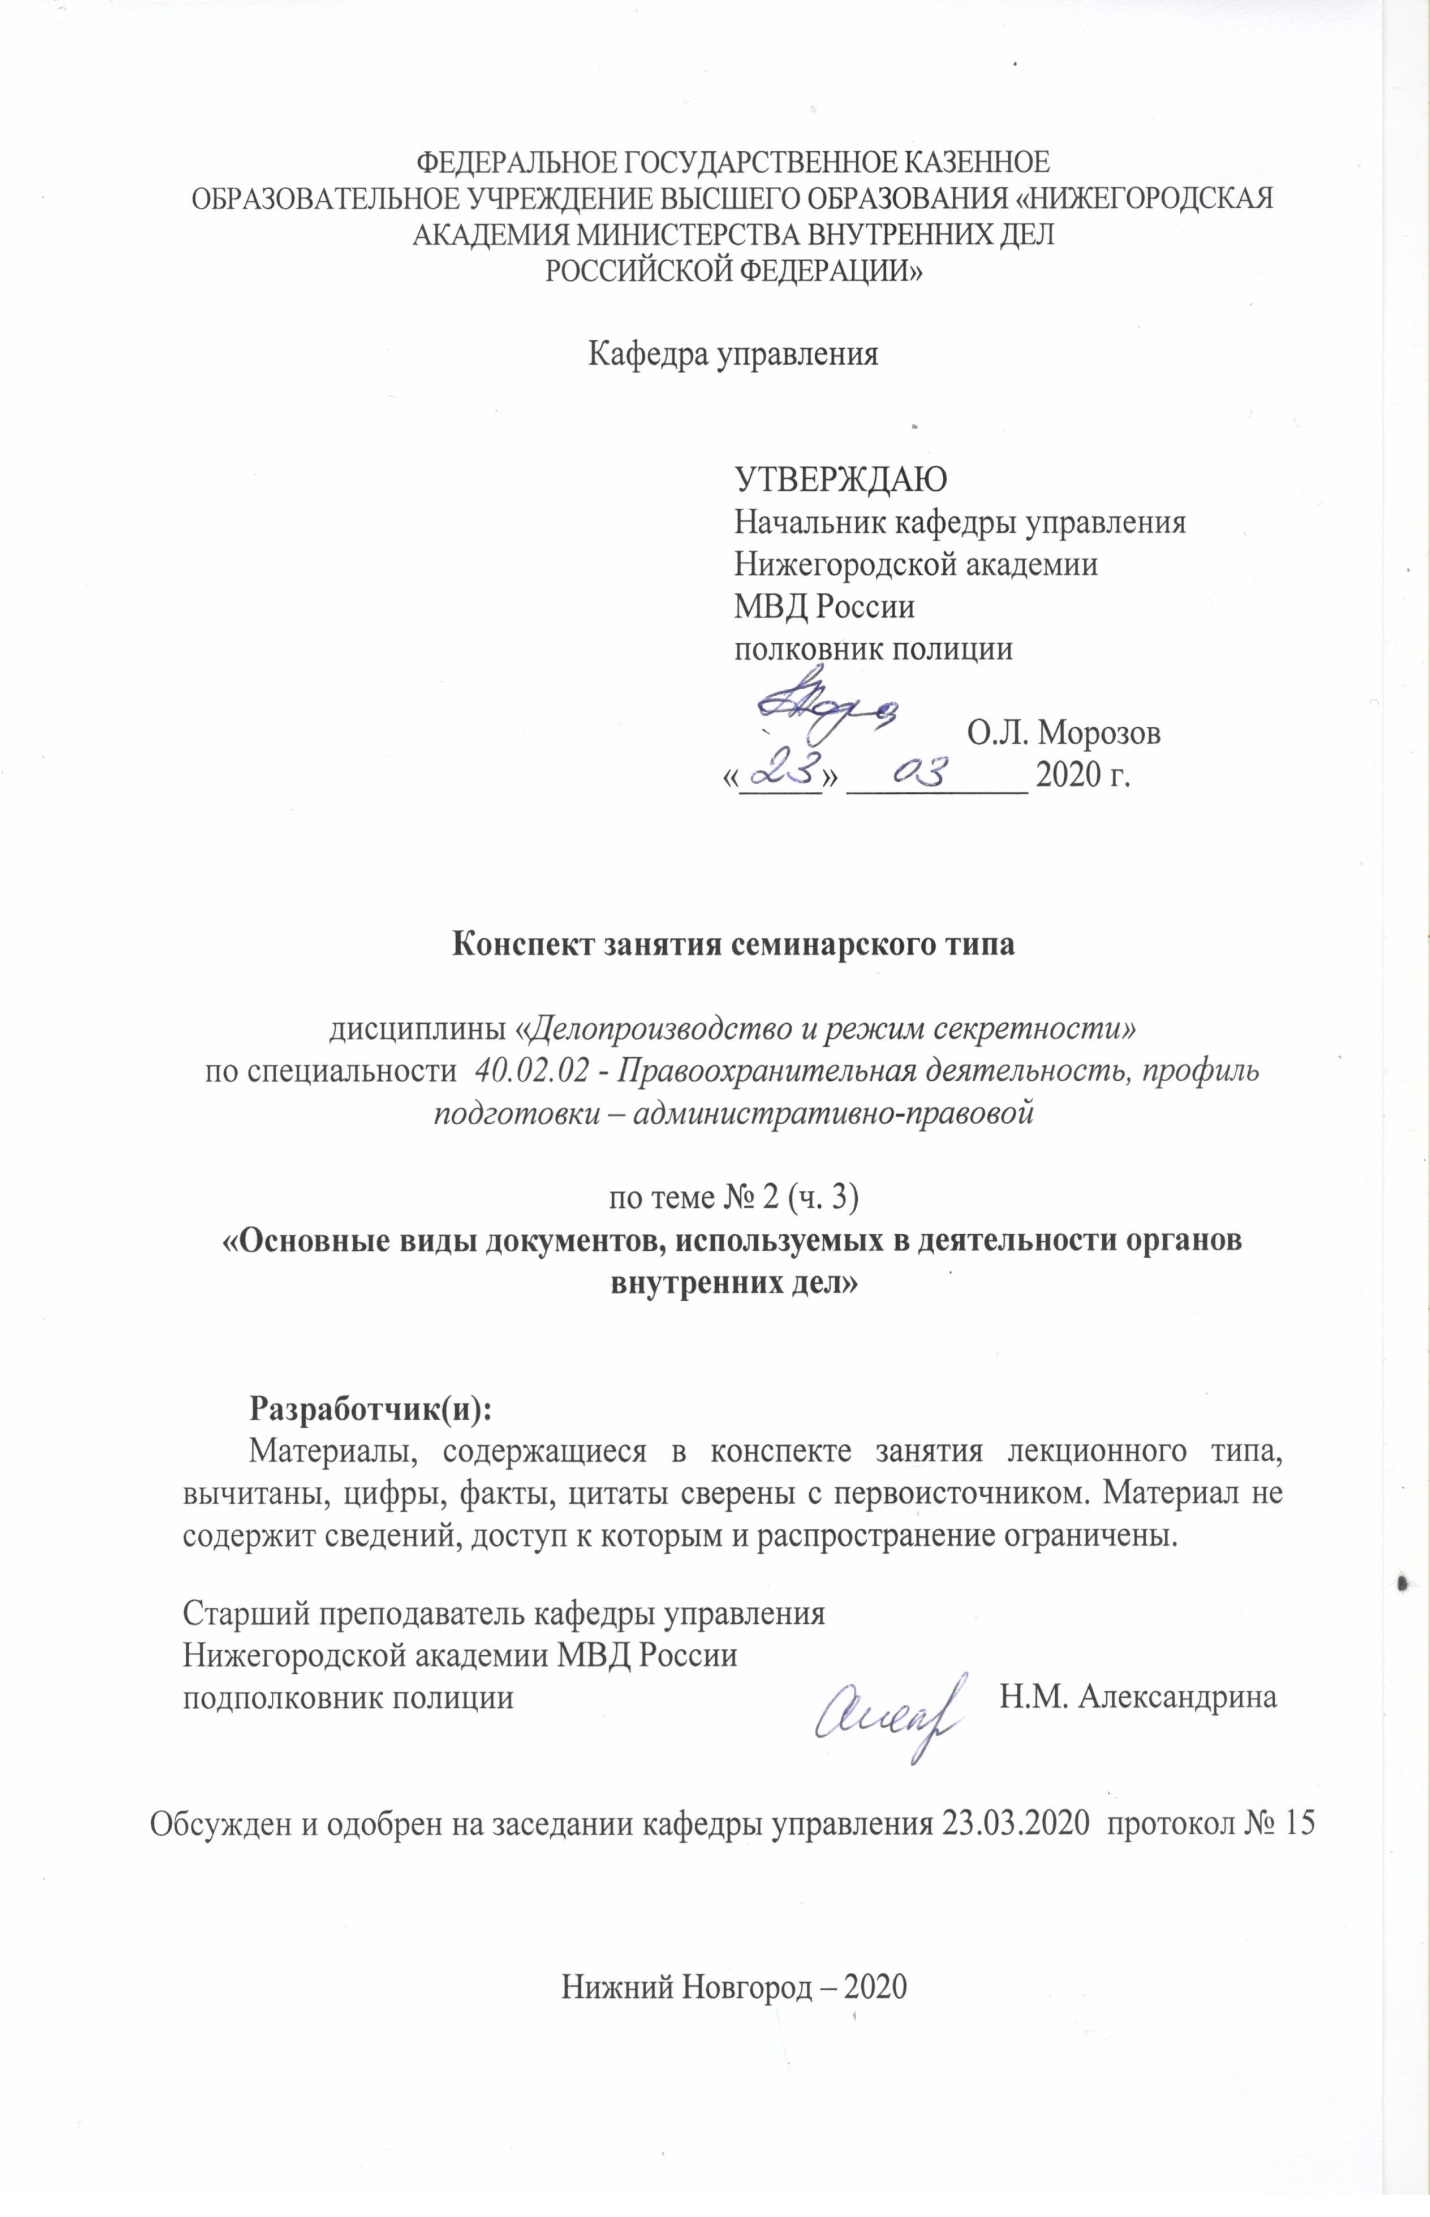 ФЕДЕРАЛЬНОЕ ГОСУДАРСТВЕННОЕ КАЗЕННОЕ
ОБРАЗОВАТЕЛЬНОЕ УЧРЕЖДЕНИЕ ВЫСШЕГО ОБРАЗОВАНИЯ «НИЖЕГОРОДСКАЯ
АКАДЕМИЯ МИНИСТЕРСТВА ВНУТРЕННИХ ДЕЛ
РОССИЙСКОЙ ФЕДЕРАЦИИ»
Кафедра управления
УТВЕРЖДАЮ
Начальник кафедры управления
Нижегородской академии
МВД России
полковник полиции
О.Л. Морозов
«23» 03 2020 г.
Конспект занятия семинарского типа
дисциплины «Делопроизводство и режим секретности»
по специальности 40.02.02 - Правоохранительная деятельность, профиль
подготовки – административно-правовой
по теме № 2 (ч. 3)
«Основные виды документов, используемых в деятельности органов
внутренних дел»
Разработчик(и):
Материалы, содержащиеся в конспекте занятия лекционного типа,
вычитаны, цифры, факты, цитаты сверены с первоисточником. Материал не
содержит сведений, доступ к которым и распространение ограничены.
Старший преподаватель кафедры управления
Нижегородской академии МВД России
подполковник полиции Н.М. Александрина
Обсужден и одобрен на заседании кафедры управления 23.03.2020 протокол № 15
Нижний Новгород – 2020